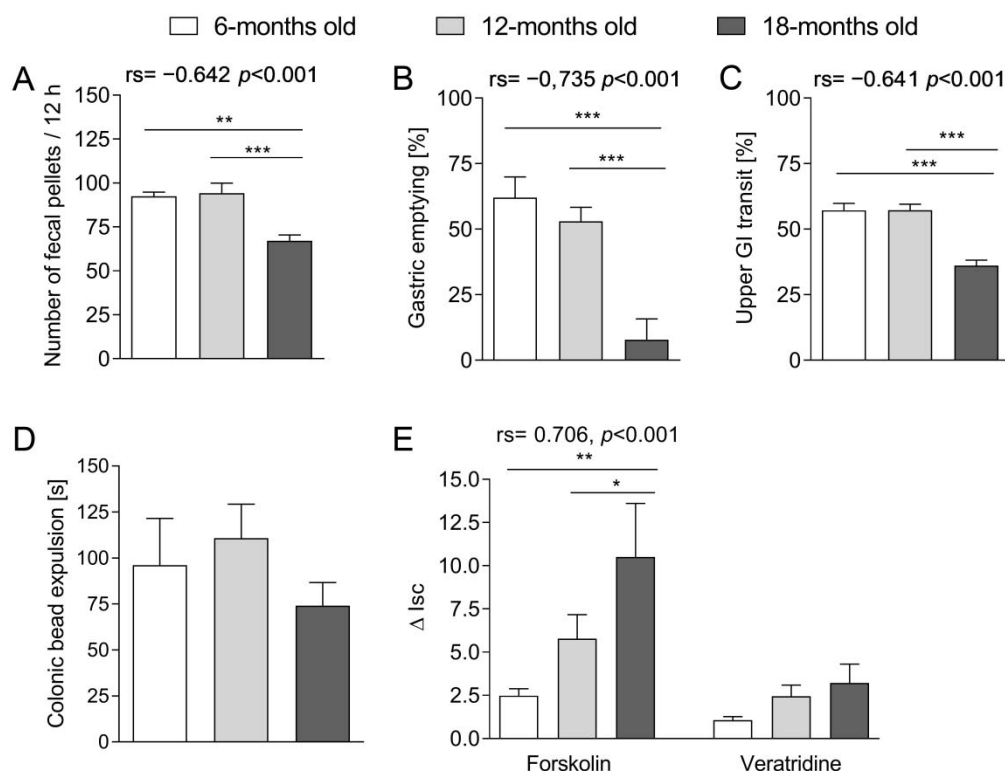 6-months old 12-months old 18-months old
A
rs= −0.642 p<0.001
Number of fecal pellets / 12 h
150
125
100
75
50
25
0
**
***
B
rs= −0,735 p<0.001
Gastric emptying [%]
100
75
50
25
0
***
***
C
rs= −0.641 p<0.001
Upper GI transit [%]
100
75
50
25
0
***
***
D
Colonic bead expulsion [s]
150
125
100
75
50
25
0
E
rs= 0.706, p<0.001
Δ Isc
15.0
12.5
10.0
7.5
5.0
2.5
0.0
**
*
Forskolin Veratridine